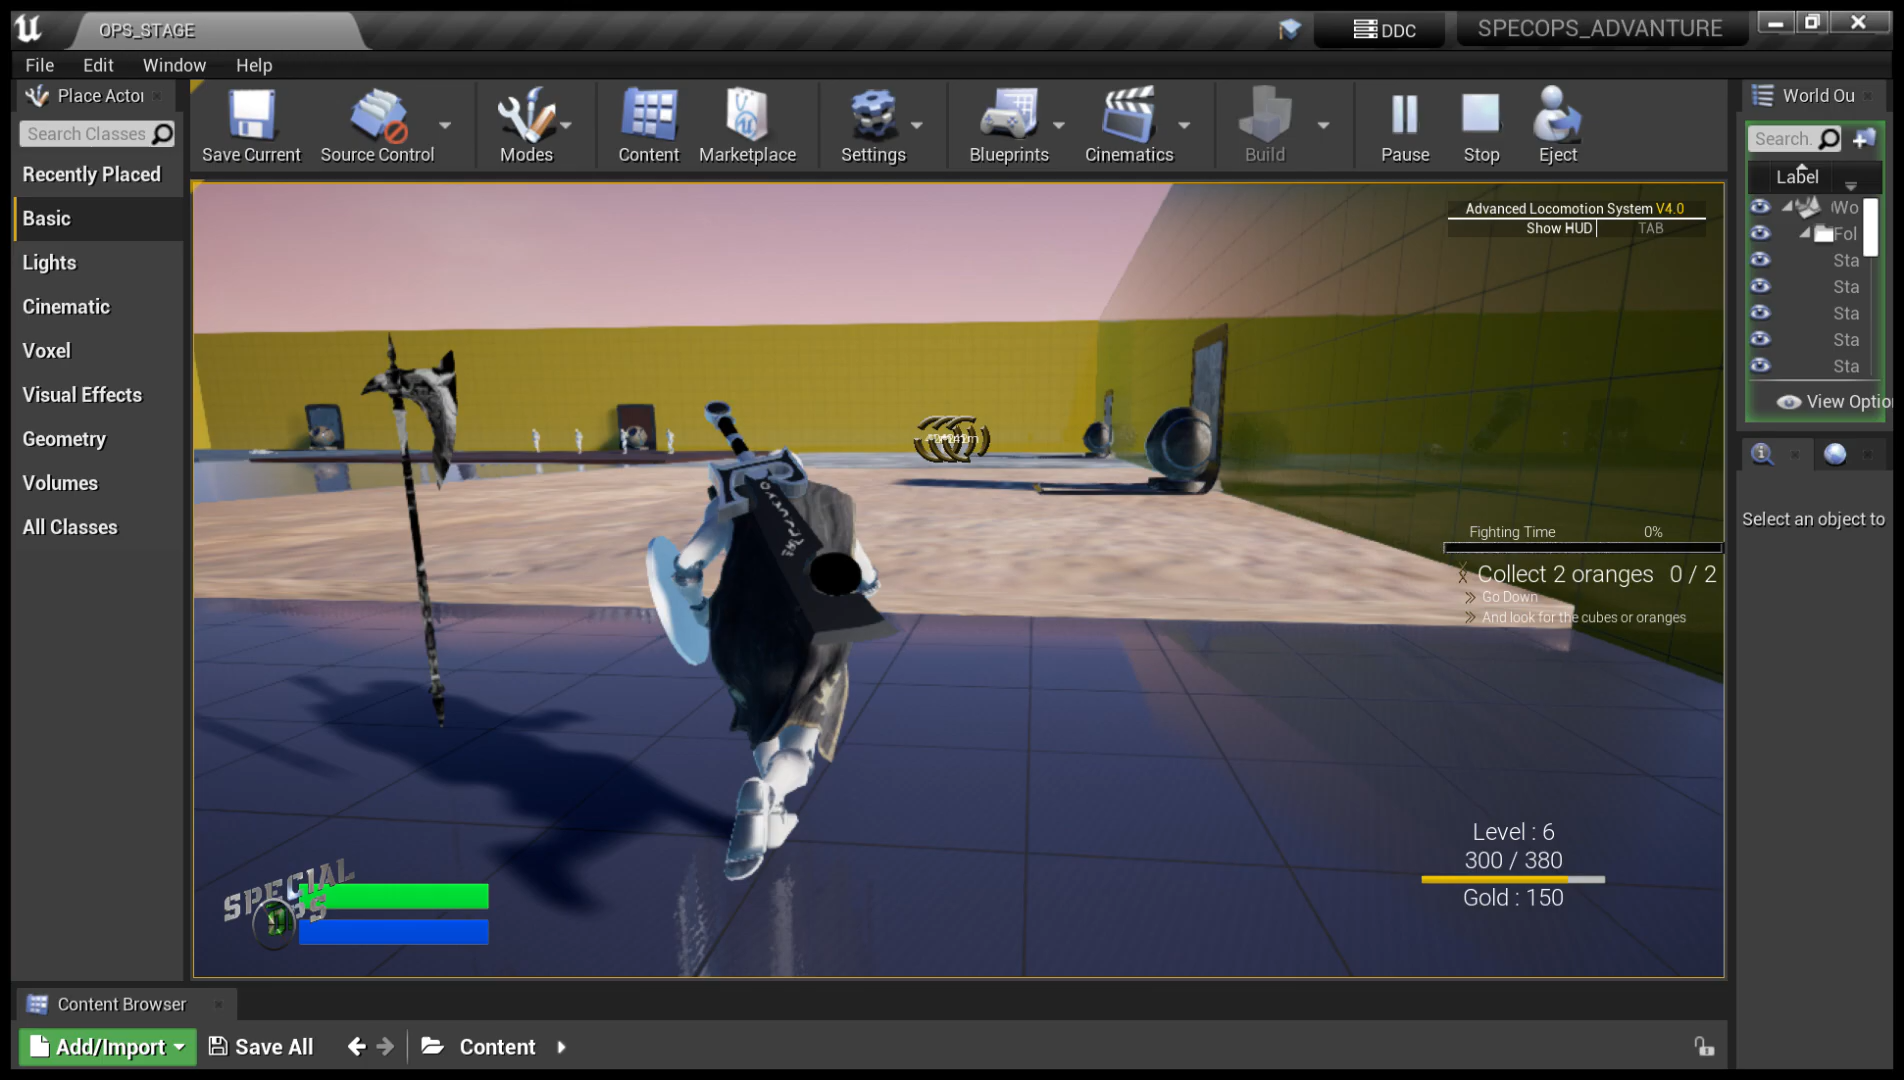 OPS_STAGE
DDC
SPECOPS_ADVANTURE
File Edit Window Help
Place Actor
Search Classes
Recently Placed
Basic
Lights
Cinematic
Voxel
Visual Effects
Geometry
Volumes
All Classes
Save Current
Source Control
Modes
Content
Marketplace
Settings
Blueprints
Cinematics
Build
Pause
Stop
Eject
Advanced Locomotion System V4.0
Show HUD TAB
Fighting Time 0%
Collect 2 oranges 0 / 2
Go Down
And look for the cubes or oranges
Level : 6
300 / 380
Gold : 150
SPECIAL
OPS
World Ou
Search.
Label
Wo
Fol
Sta
Sta
Sta
Sta
Sta
View Optio
Select an object to
Content Browser
Add/Import Save All Content